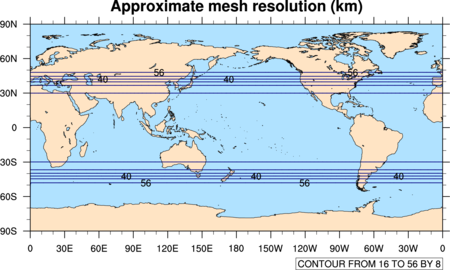 Approximate mesh resolution (km)
90N
60N
56
56
40
40
30N
0
30S
40
40
40
56
56
60S
90S
0 30E 60E 90E 120E 150E 180 150W 120W 90W 60W 30W 0
CONTOUR FROM 16 TO 56 BY 8